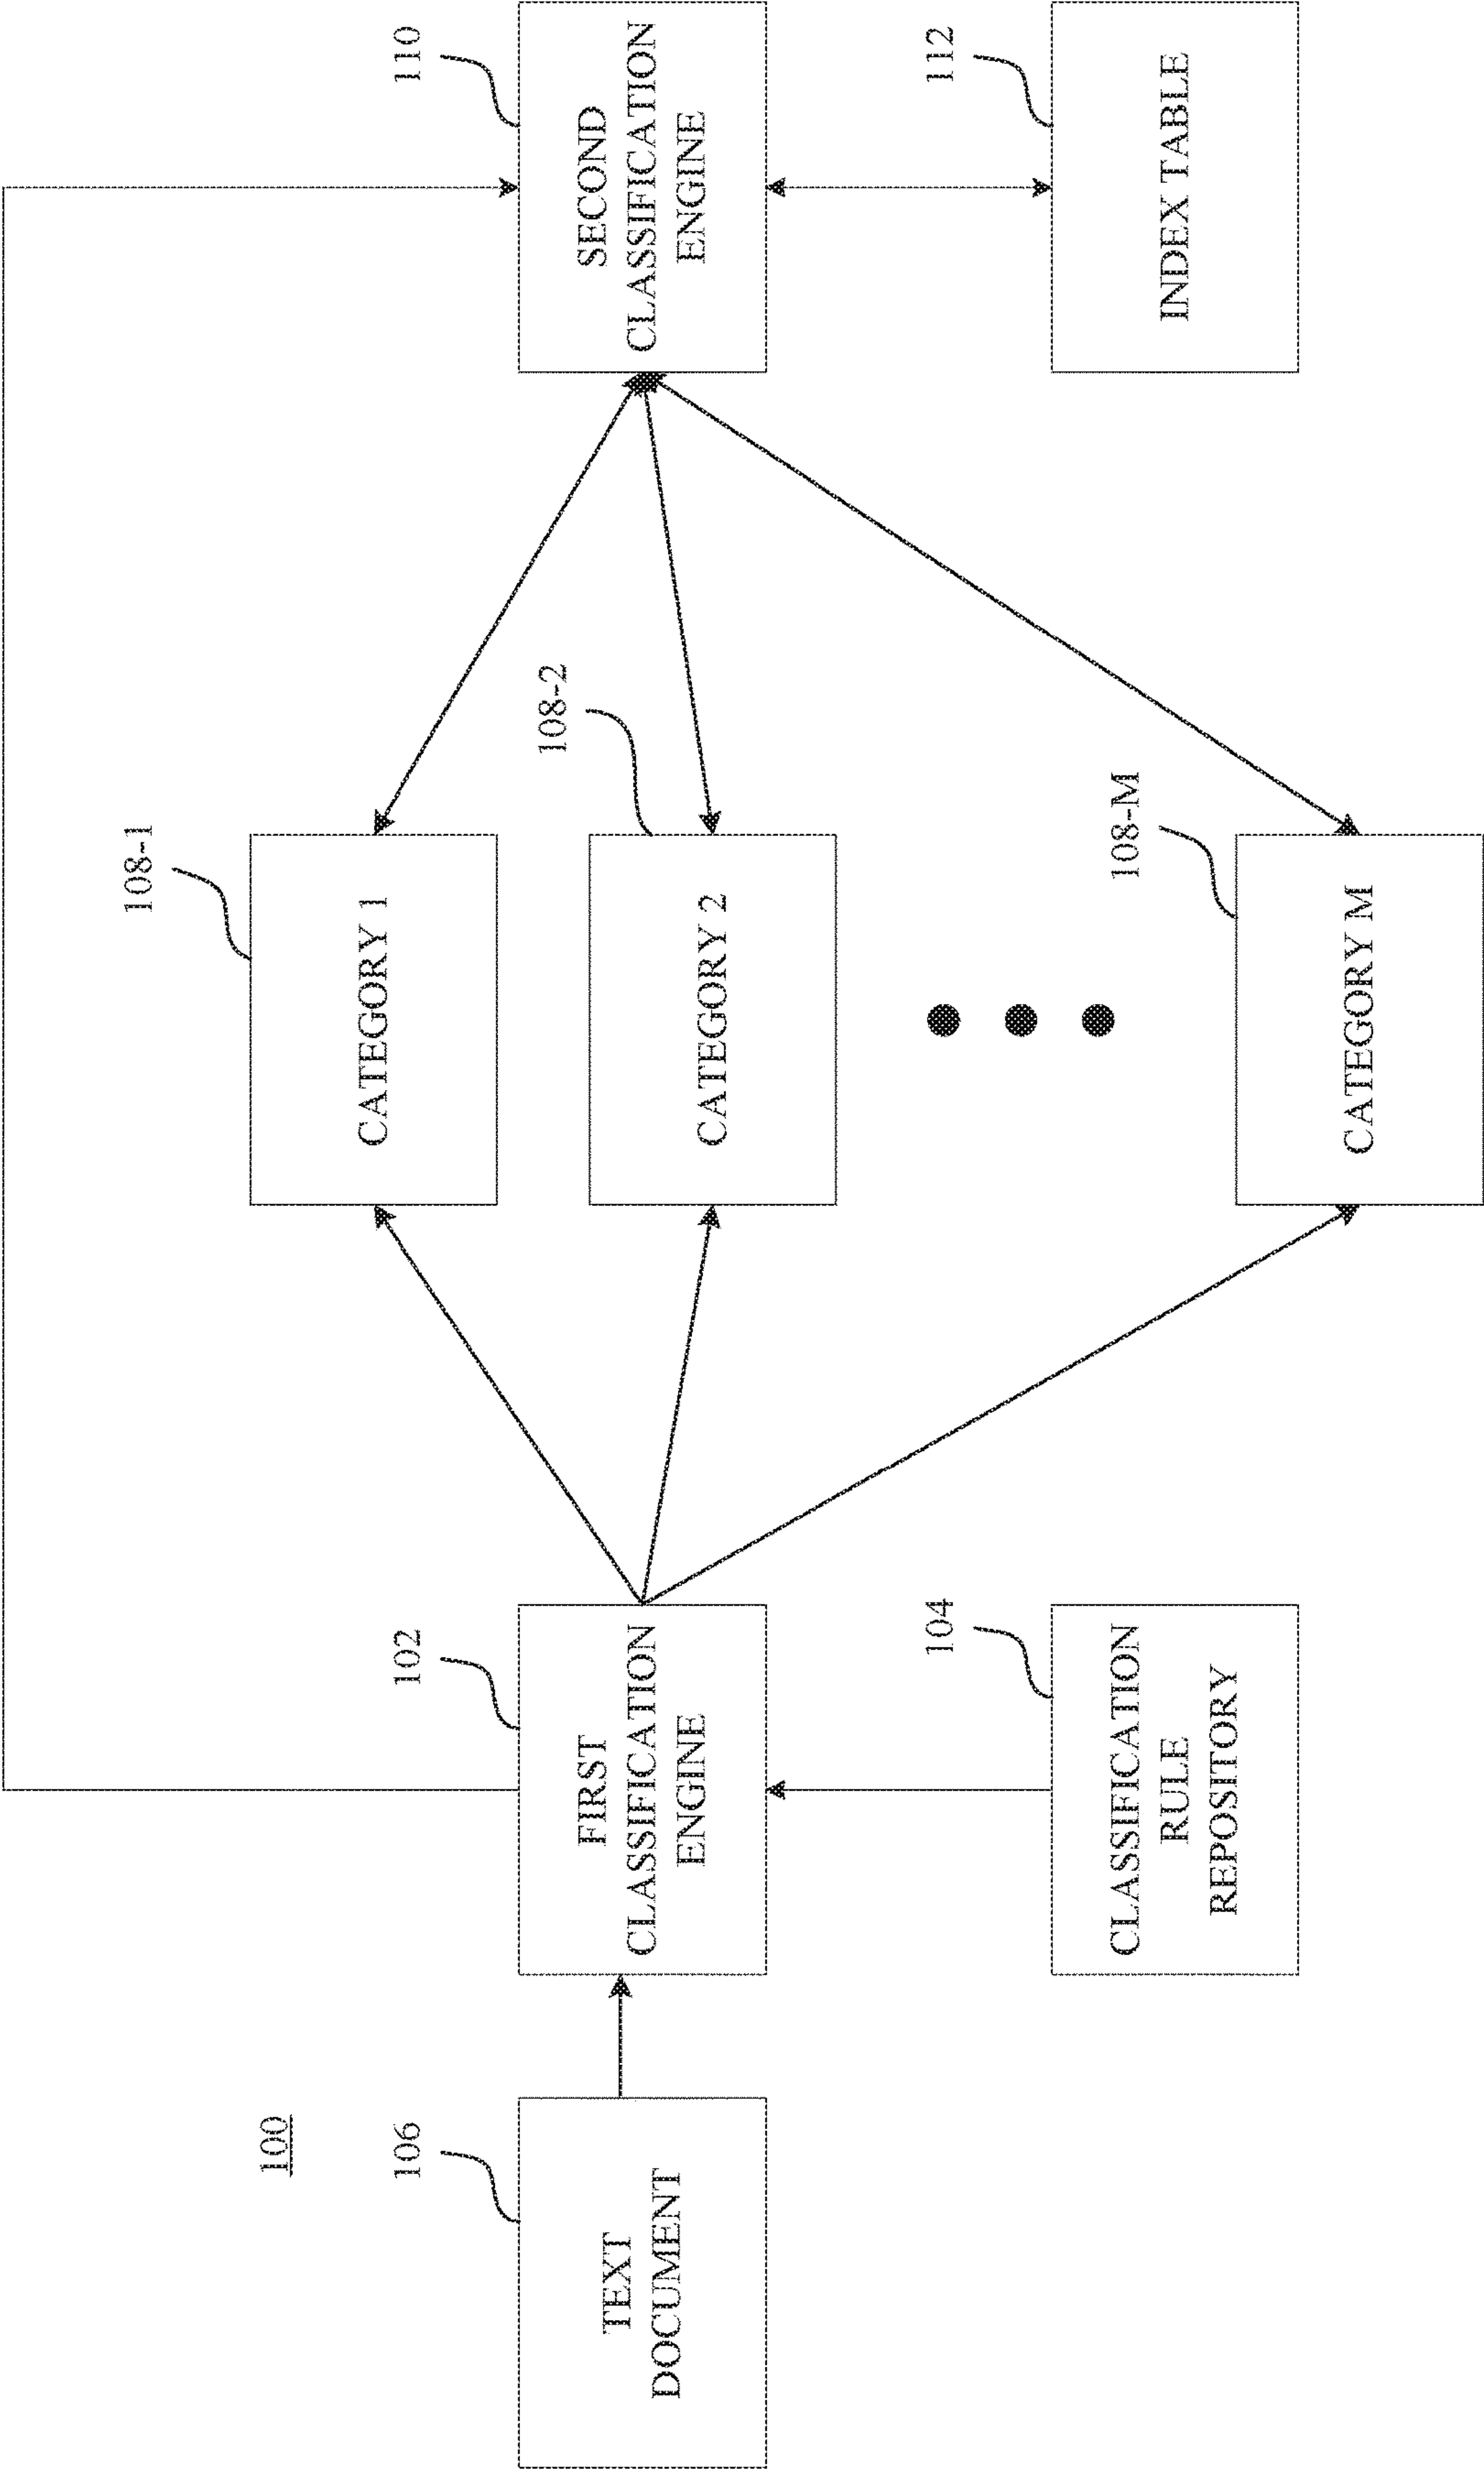 100
106
TEXT
DOCUMENT
102
FIRST
CLASSIFICATION
ENGINE
104
CLASSIFICATION
RULE
REPOSITORY
108-1
CATEGORY 1
108-2
CATEGORY 2
108-M
CATEGORY M
110
SECOND
CLASSIFICATION
ENGINE
112
INDEX TABLE